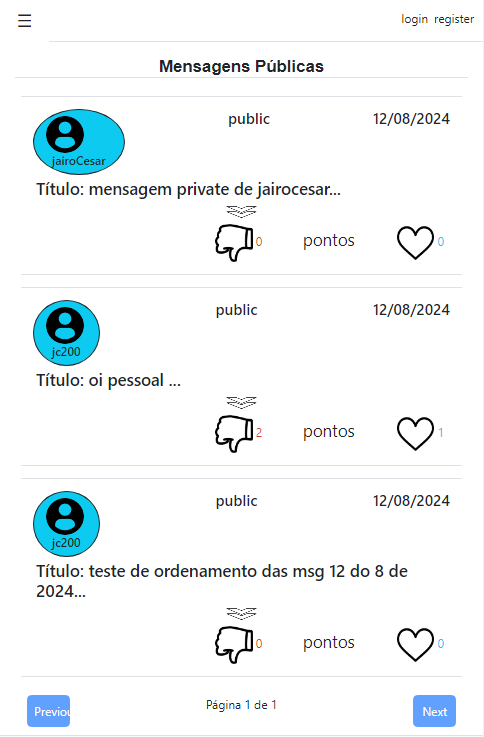 ☰ login register
Mensagens Públicas
public 12/08/2024
jairoCesar
Título: mensagem private de jairocesar...
0 pontos 0
public 12/08/2024
jc200
Título: oi pessoal ...
2 pontos 1
public 12/08/2024
jc200
Título: teste de ordenamento das msg 12 do 8 de
2024...
0 pontos 0
Previou Página 1 de 1 Next